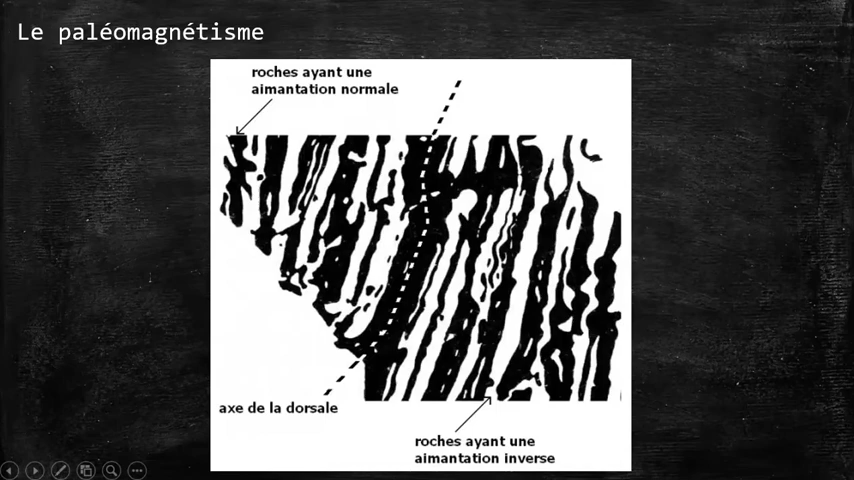 Le paléomagnétisme
roches ayant une
aimantation normale
axe de la dorsale
roches ayant une
aimantation inverse